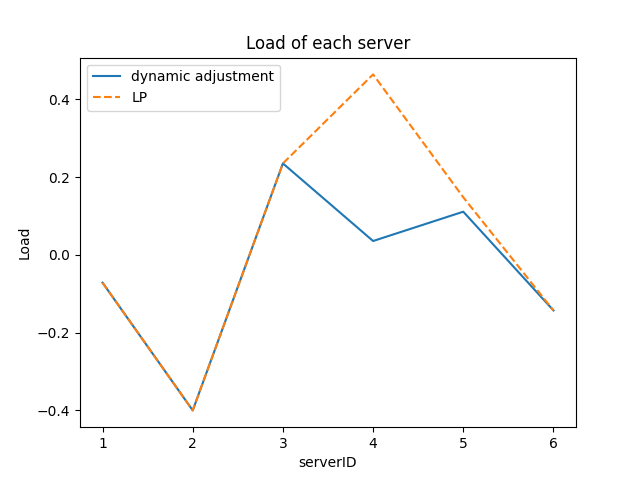 Load of each server
dynamic adjustment
LP
0.4
0.2
0.0
−0.2
−0.4
Load
1 2 3 4 5 6
serverID